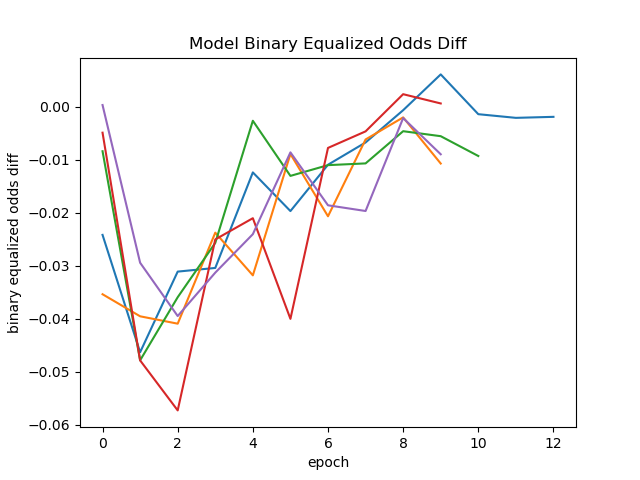 Model Binary Equalized Odds Diff
binary equalized odds diff
0.00
−0.01
−0.02
−0.03
−0.04
−0.05
−0.06
0 2 4 6 8 10 12
epoch